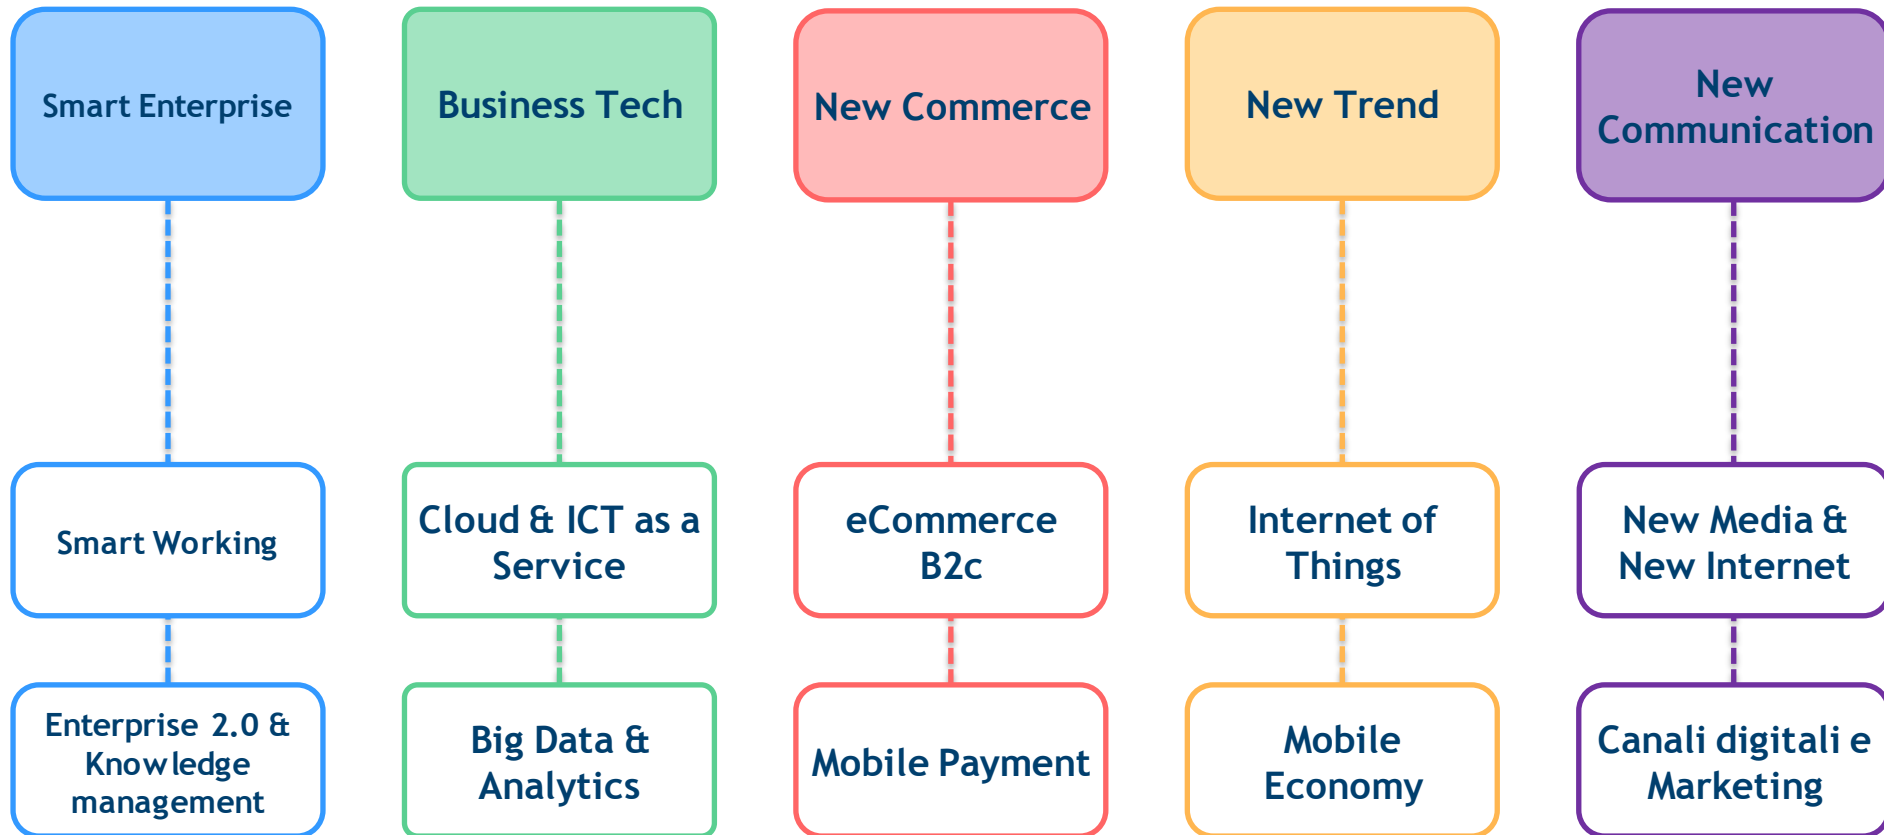 Smart Enterprise
Business Tech
New Commerce
New Trend
New
Communication
Smart Working
Cloud & ICT as a
Service
eCommerce
B2c
Internet of
Things
New Media &
New Internet
Enterprise 2.0 &
Knowledge
management
Big Data &
Analytics
Mobile Payment
Mobile
Economy
Canali digitali e
Marketing